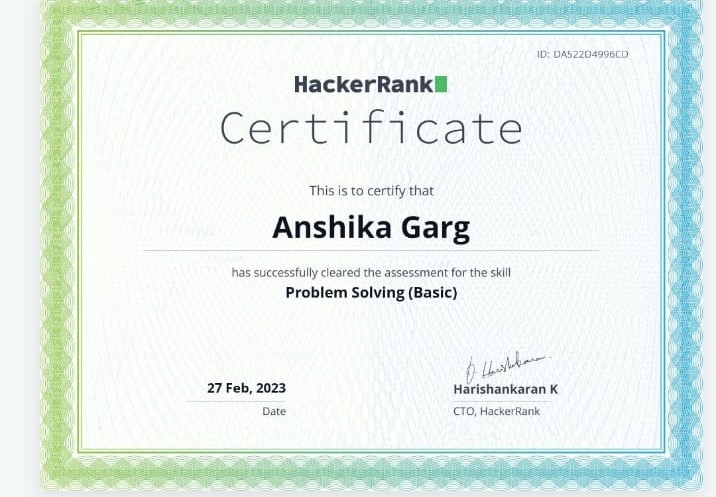 ID: DA522D4996CD
HackerRank
Certificate
This is to certify that
Anshika Garg
has successfully cleared the assessment for the skill
Problem Solving (Basic)
27 Feb, 2023
Date
Harishankaran K
CTO, HackerRank